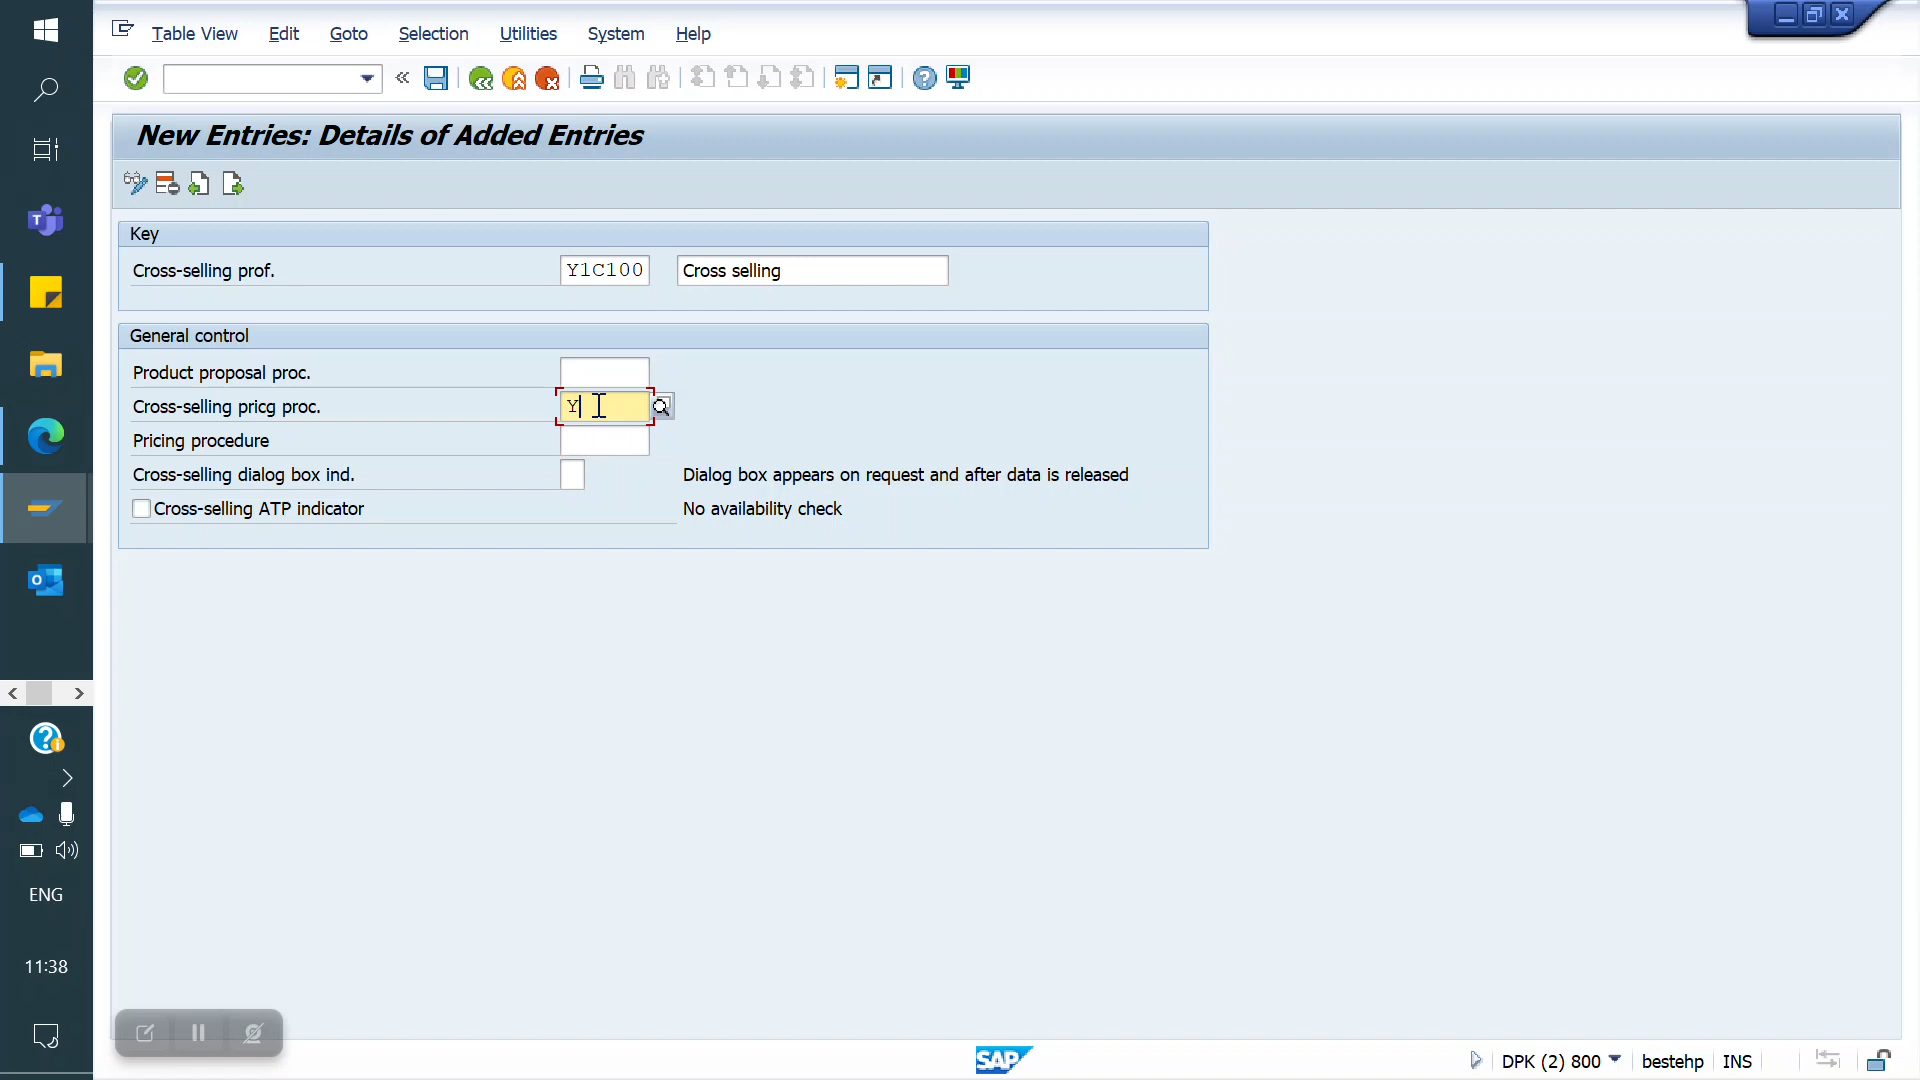 Table View Edit Goto Selection Utilities System Help
New Entries: Details of Added Entries
Key
Cross-selling prof. Y1C100 Cross selling
General control
Product proposal proc.
Cross-selling pricg proc. Y
Pricing procedure
Cross-selling dialog box ind. Dialog box appears on request and after data is released
Cross-selling ATP indicator No availability check
ENG
11:38
SAP DPK (2) 800 bestehp INS